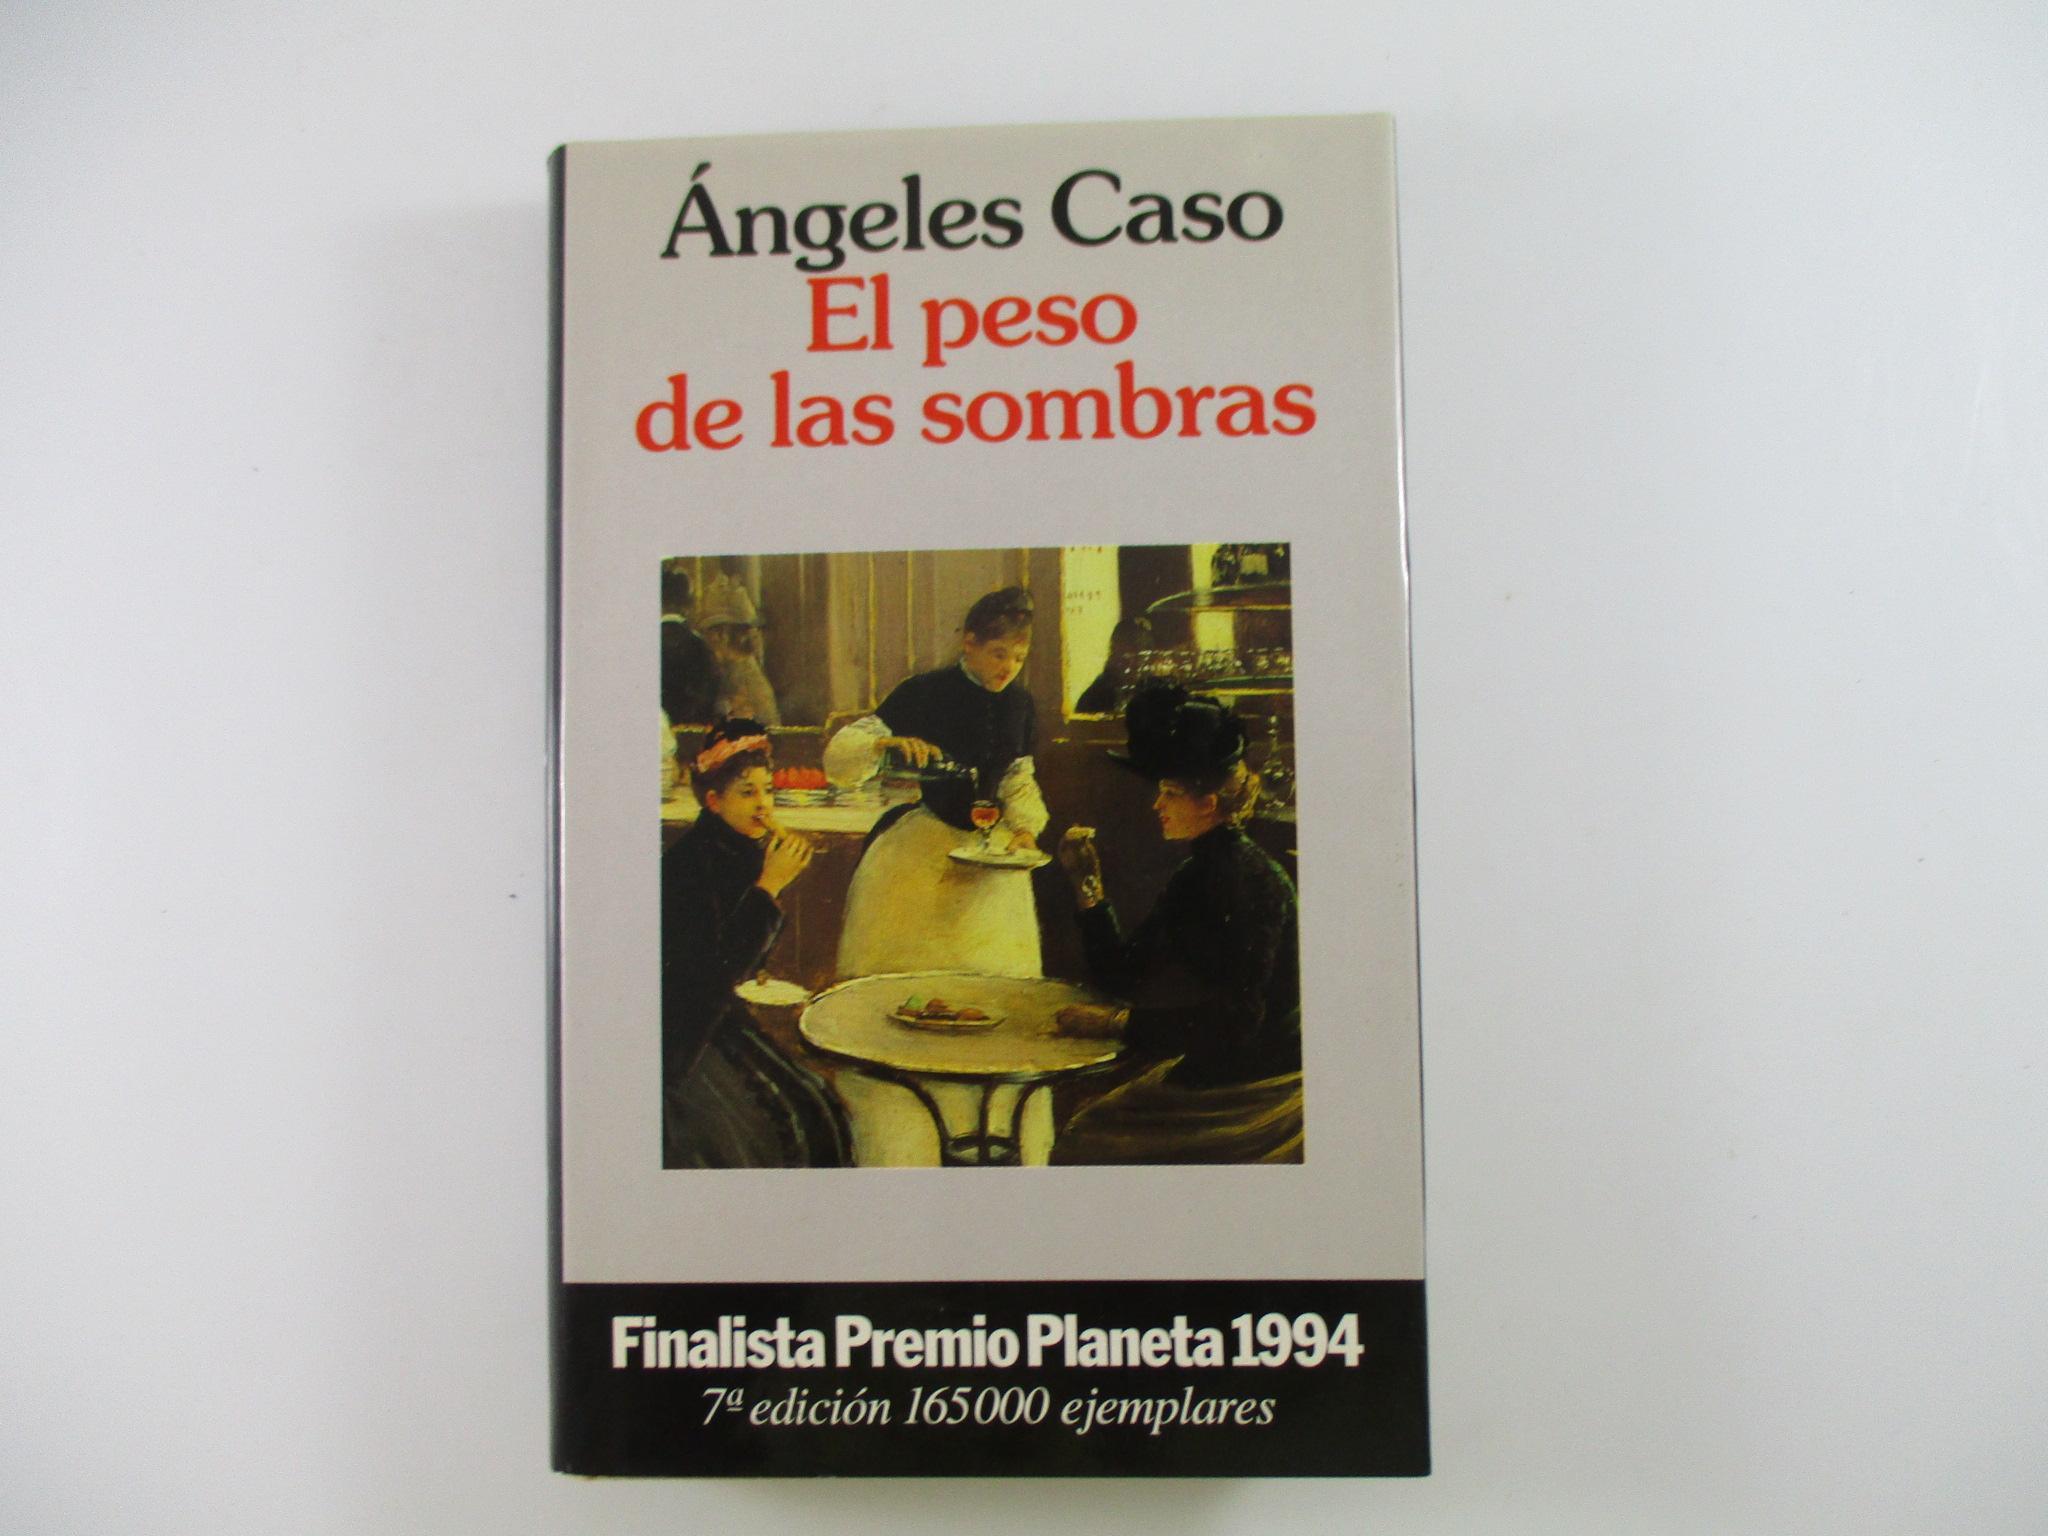 Ángeles Caso
El peso
de las sombras
Finalista Premio Planeta 1994
7ª edición 165000 ejemplares